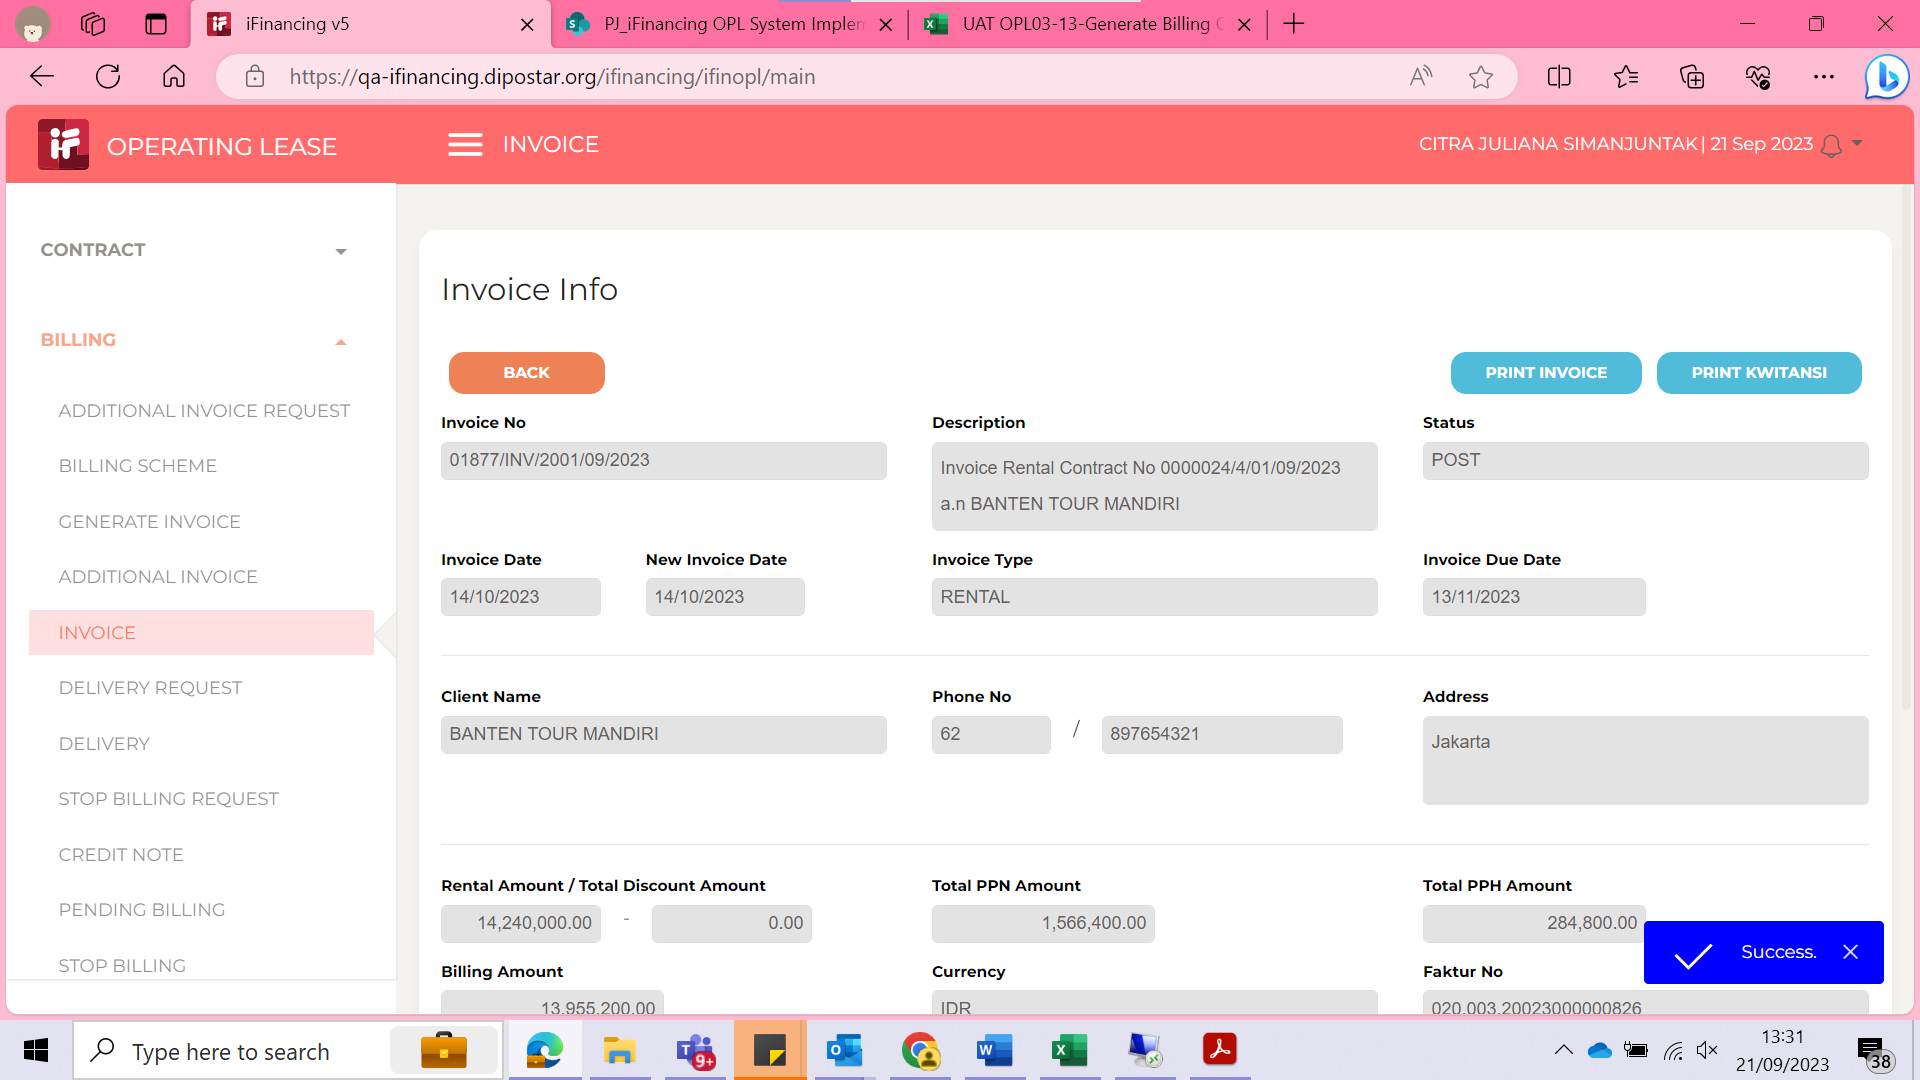 iFinancing v5
PJ_iFinancing OPL System Implen
UAT OPL03-13-Generate Billing
https://qa-ifinancing.dipostar.org/ifinancing/ifinopl/main
OPERATING LEASE
INVOICE
CITRA JULIANA SIMANJUNTAK | 21 Sep 2023
CONTRACT
BILLING
ADDITIONAL INVOICE REQUEST
BILLING SCHEME
GENERATE INVOICE
ADDITIONAL INVOICE
INVOICE
DELIVERY REQUEST
DELIVERY
STOP BILLING REQUEST
CREDIT NOTE
PENDING BILLING
STOP BILLING
Invoice Info
BACK
PRINT INVOICE
PRINT KWITANSI
Invoice No
Description
Status
01877/INV/2001/09/2023
Invoice Rental Contract No 0000024/4/01/09/2023
a.n BANTEN TOUR MANDIRI
POST
Invoice Date
New Invoice Date
Invoice Type
Invoice Due Date
14/10/2023
14/10/2023
RENTAL
13/11/2023
Client Name
Phone No
Address
BANTEN TOUR MANDIRI
62 / 897654321
Jakarta
Rental Amount / Total Discount Amount
Total PPN Amount
Total PPH Amount
14,240,000.00 - 0.00
1,566,400.00
284,800.00
Billing Amount
Currency
Faktur No
13,955,200.00
IDR
020.003.20023000000826
Success.
Type here to search
9+
13:31
21/09/2023
38